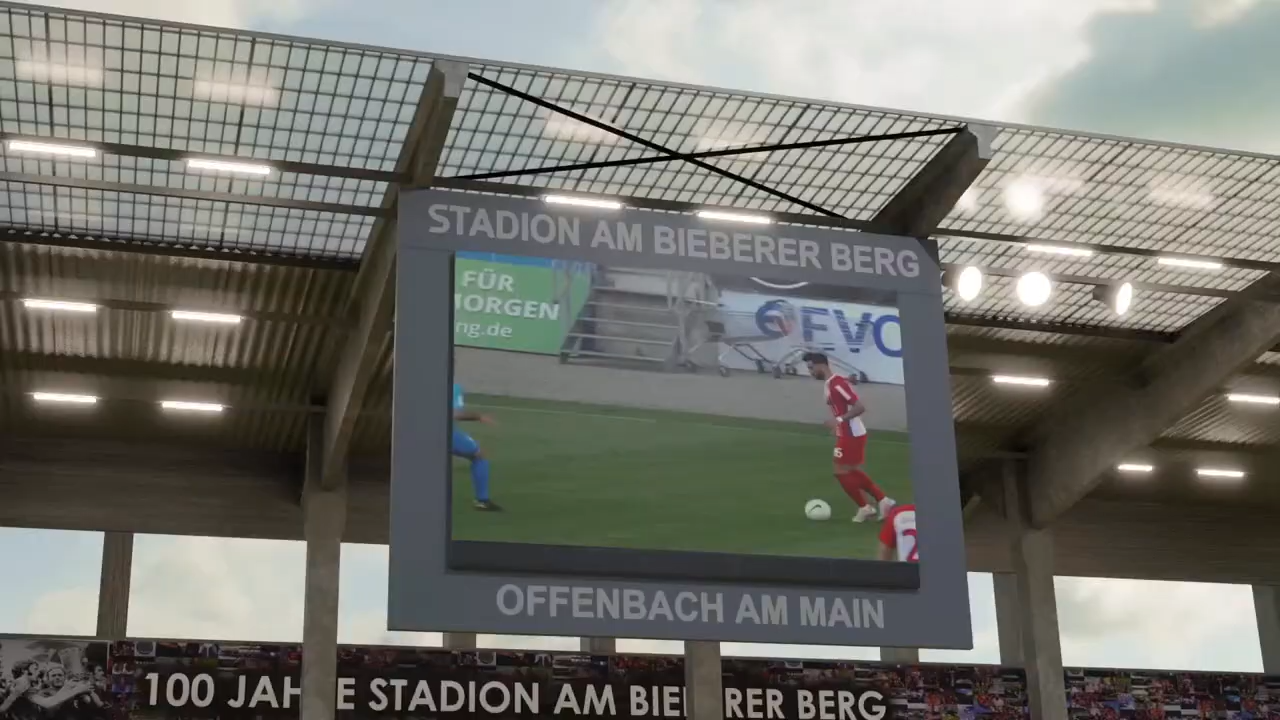 STADION AM BIEBERER BERG
FÜR
MORGEN
ng.de
EVO
OFFENBACH AM MAIN
100 JAHRE STADION AM BIEBERER BERG